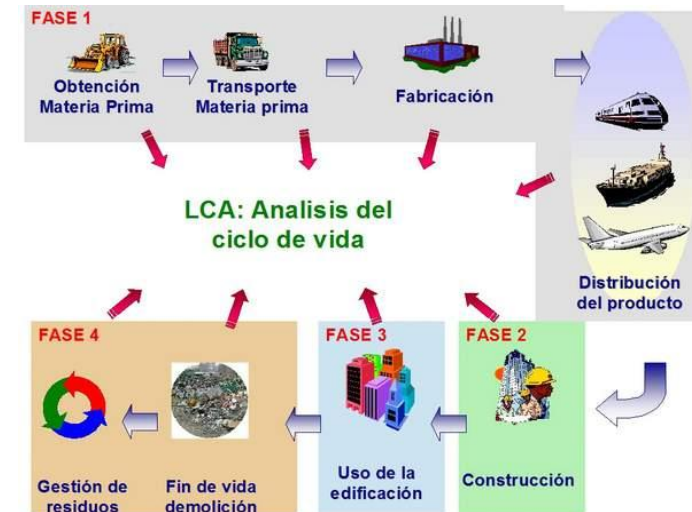 FASE 1
Obtención
Materia Prima
Transporte
Materia prima
Fabricación
Distribución
del producto
LCA: Analisis del
ciclo de vida
FASE 4
FASE 3
FASE 2
Gestión de
residuos
Fin de vida
demolición
Uso de la
edificación
Construcción